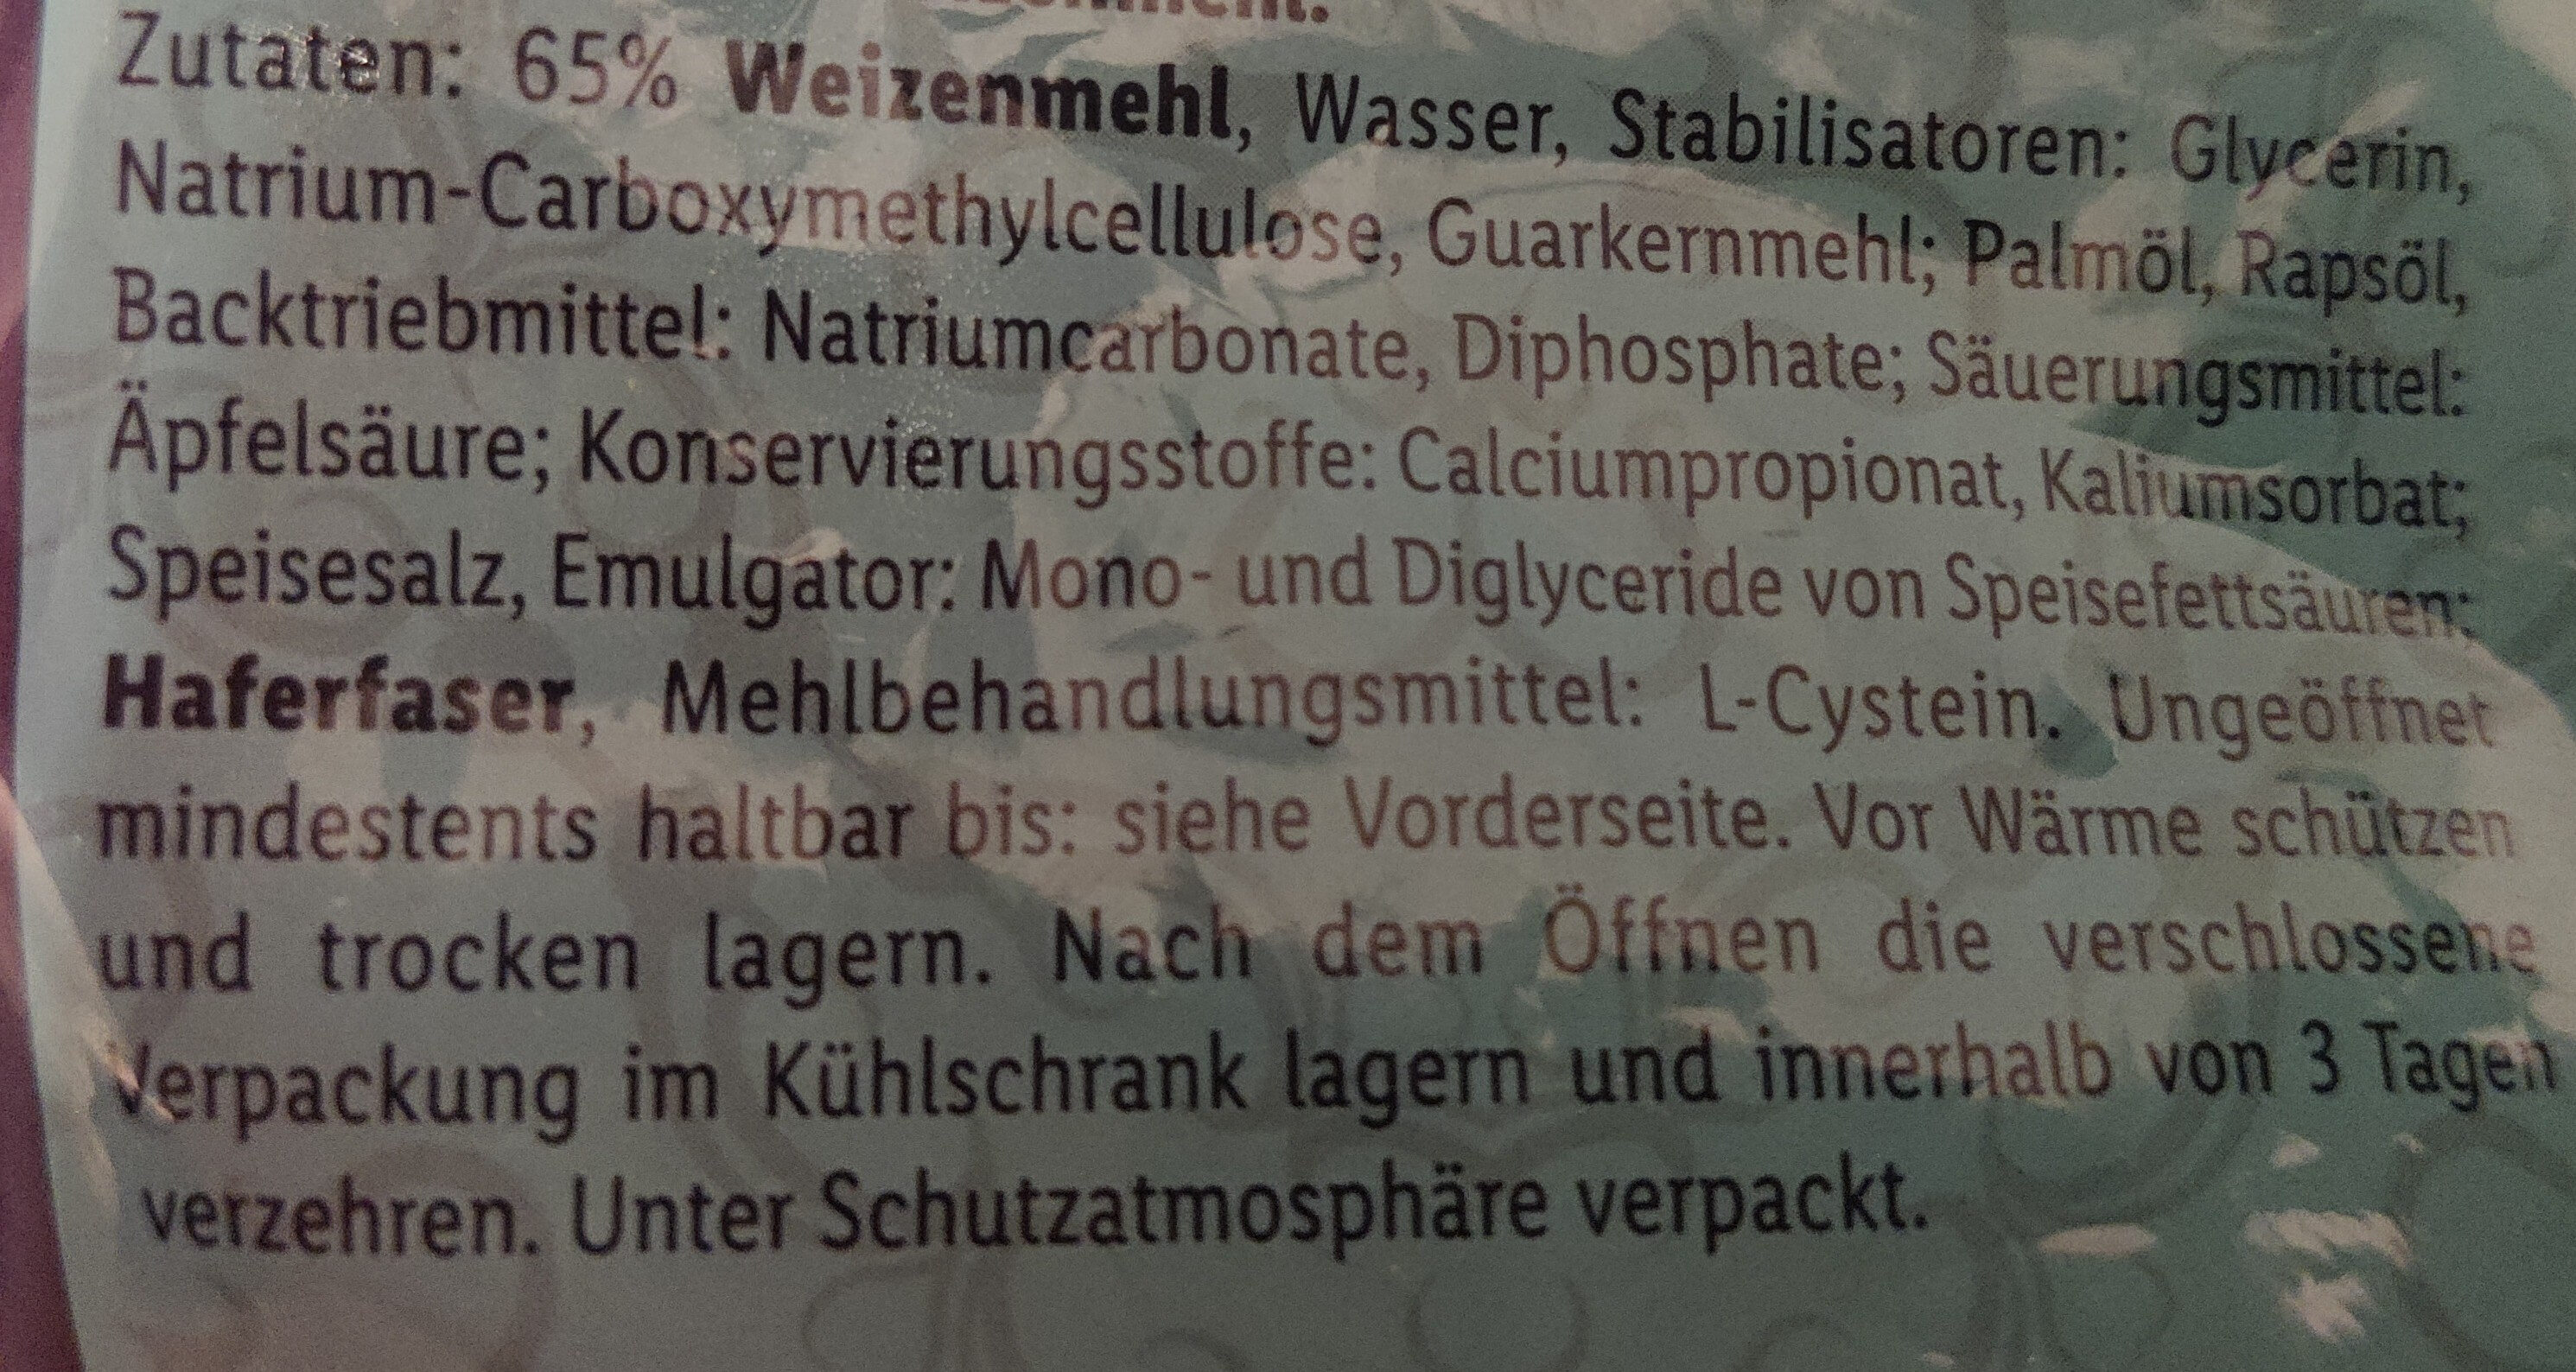 Zutaten: 65% Weizenmehl, Wasser, Stabilisatoren: Glycerin,
Natrium-Carboxymethylcellulose, Guarkernmehl; Palmöl, Rapsöl,
Backtriebmittel: Natriumcarbonate, Diphosphate; Säuerungsmittel:
Äpfelsäure; Konservierungsstoffe: Calciumpropionat, Kaliumsorbat;
Speisesalz, Emulgator: Mono- und Diglyceride von Speisefettsäuren;
Haferfaser, Mehlbehandlungsmittel: L-Cystein. Ungeöffnet
mindestents haltbar bis: siehe Vorderseite. Vor Wärme schützen
und trocken lagern. Nach dem Öffnen die verschlossene
Verpackung im Kühlschrank lagern und innerhalb von 3 Tagen
verzehren. Unter Schutzatmosphäre verpackt.